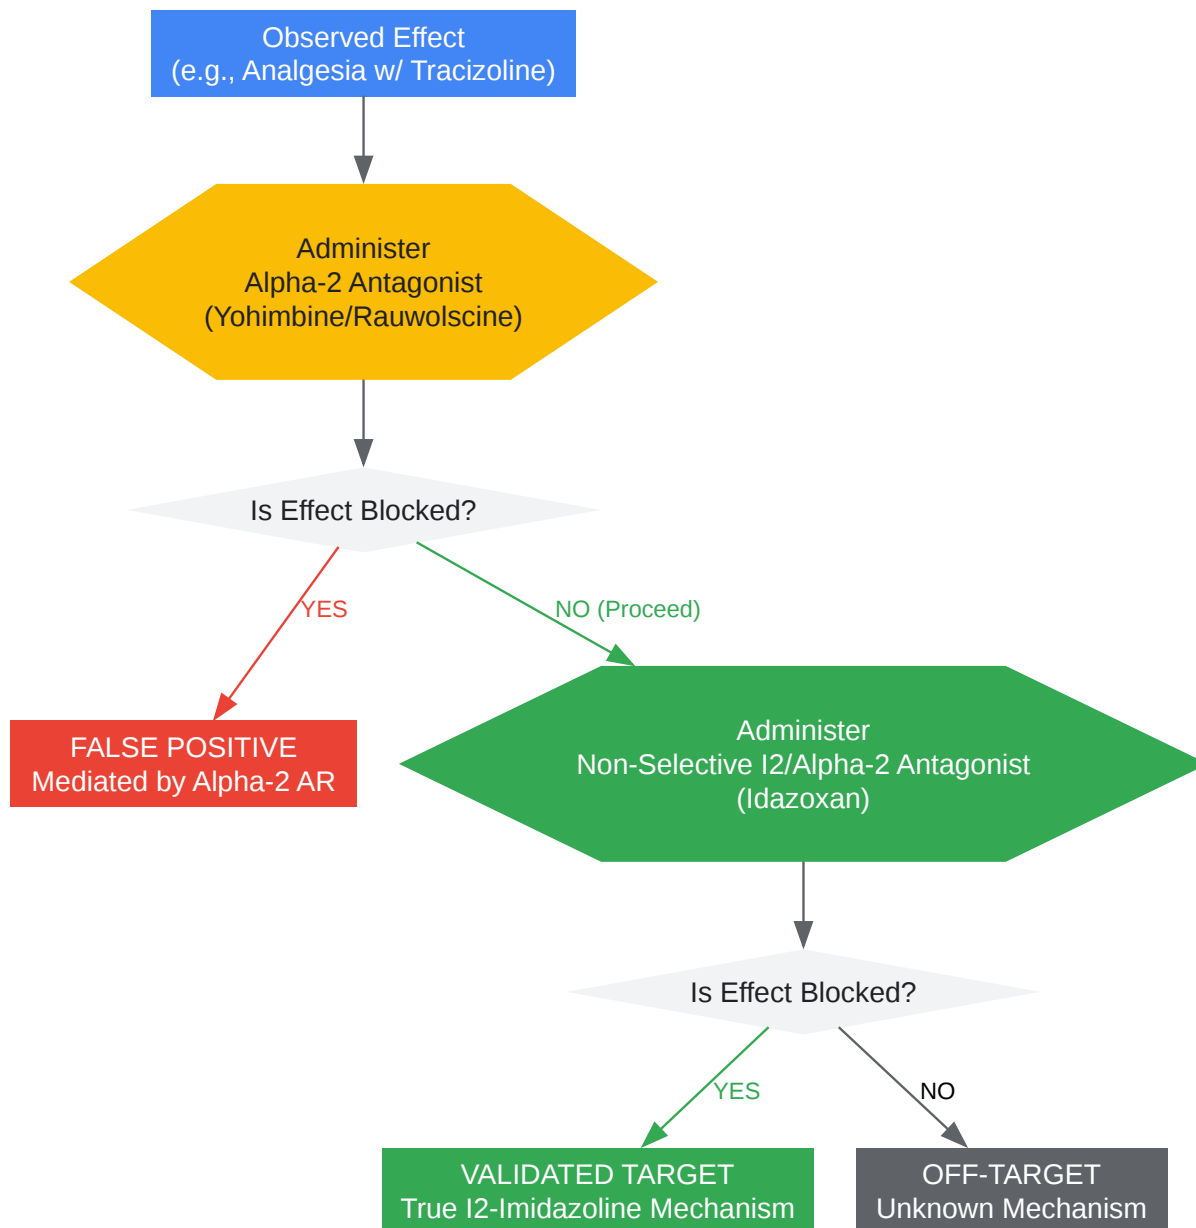 Observed Effect
(e.g., Analgesia w/ Tracizoline)
Administer
Alpha-2 Antagonist
(Yohimbine/Rauwolscine)
Is Effect Blocked?
YES
NO (Proceed)
FALSE POSITIVE
Mediated by Alpha-2 AR
Administer
Non-Selective I2/Alpha-2 Antagonist
(Idazoxan)
Is Effect Blocked?
YES
NO
VALIDATED TARGET
True I2-Imidazoline Mechanism
OFF-TARGET
Unknown Mechanism